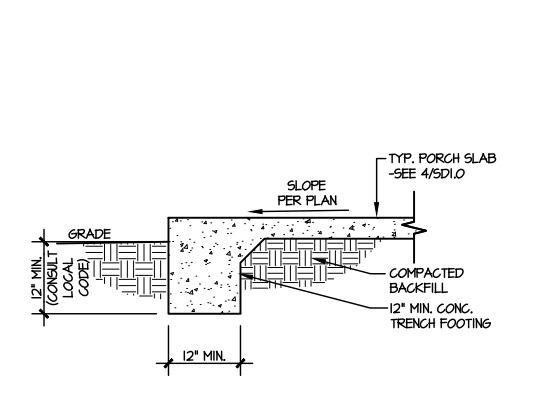 TYP. PORCH SLAB
-SEE 4/SD1.0
SLOPE
PER PLAN
GRADE
12" MIN.
(CONSULT
LOCAL
CODE)
COMPACTED
BACKFILL
12" MIN. CONC.
TRENCH FOOTING
12" MIN.